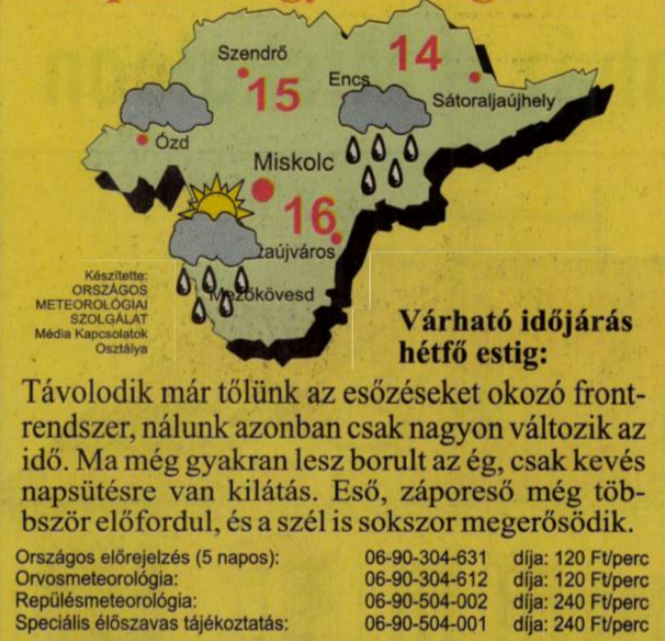 Szendrő
14
15
Encs
Sátoraljaújhely
Ózd
Miskolc
16
zaújváros
Mezőkövesd
Készítette:
ORSZÁGOS
METEOROLÓGIAI
SZOLGÁLAT
Média Kapcsolatok
Osztálya
Várható időjárás
hétfő estig:
Távolodik már tőlünk az esőzéseket okozó front-
rendszer, nálunk azonban csak nagyon változik az
idő. Ma még gyakran lesz borult az ég, csak kevés
napsütésre van kilátás. Eső, záporeső még töb-
bször előfordul, és a szél is sokszor megerősödik.
Országos előrejelzés (5 napos): 06-90-304-631 díja: 120 Ft/perc
Orvosmeteorológia: 06-90-304-612 díja: 120 Ft/perc
Repülésmeteorológia: 06-90-504-002 díja: 240 Ft/perc
Speciális élőszavas tájékoztatás: 06-90-504-001 díja: 240 Ft/perc